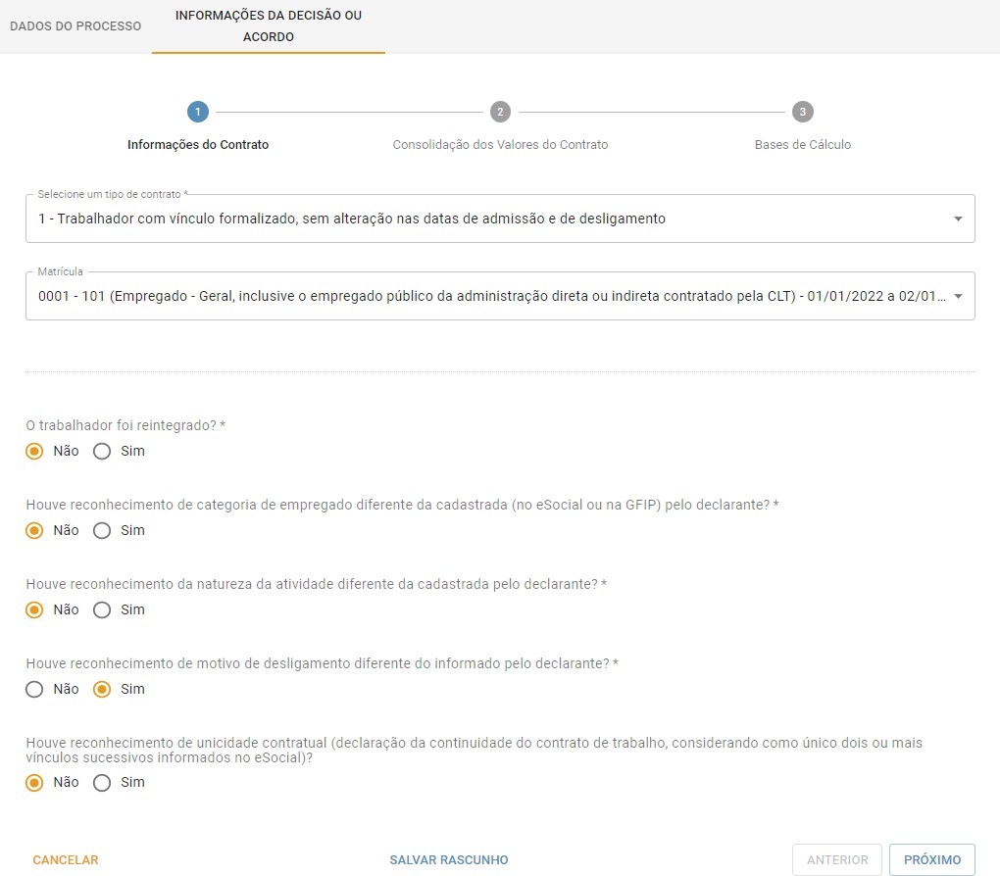 DADOS DO PROCESSO
INFORMAÇÕES DA DECISÃO OU
ACORDO
1
2
3
Informações do Contrato
Consolidação dos Valores do Contrato
Bases de Cálculo
Selecione um tipo de contrato *
1 - Trabalhador com vínculo formalizado, sem alteração nas datas de admissão e de desligamento
Matrícula
0001 - 101 (Empregado - Geral, inclusive o empregado público da administração direta ou indireta contratado pela CLT) - 01/01/2022 a 02/01...
O trabalhador foi reintegrado? *
Não Sim
Houve reconhecimento de categoria de empregado diferente da cadastrada (no eSocial ou na GFIP) pelo declarante? *
Não Sim
Houve reconhecimento da natureza da atividade diferente da cadastrada pelo declarante? *
Não Sim
Houve reconhecimento de motivo de desligamento diferente do informado pelo declarante? *
Não Sim
Houve reconhecimento de unicidade contratual (declaração da continuidade do contrato de trabalho, considerando como único dois ou mais
vínculos sucessivos informados no eSocial)?
Não Sim
CANCELAR
SALVAR RASCUNHO
ANTERIOR
PRÓXIMO